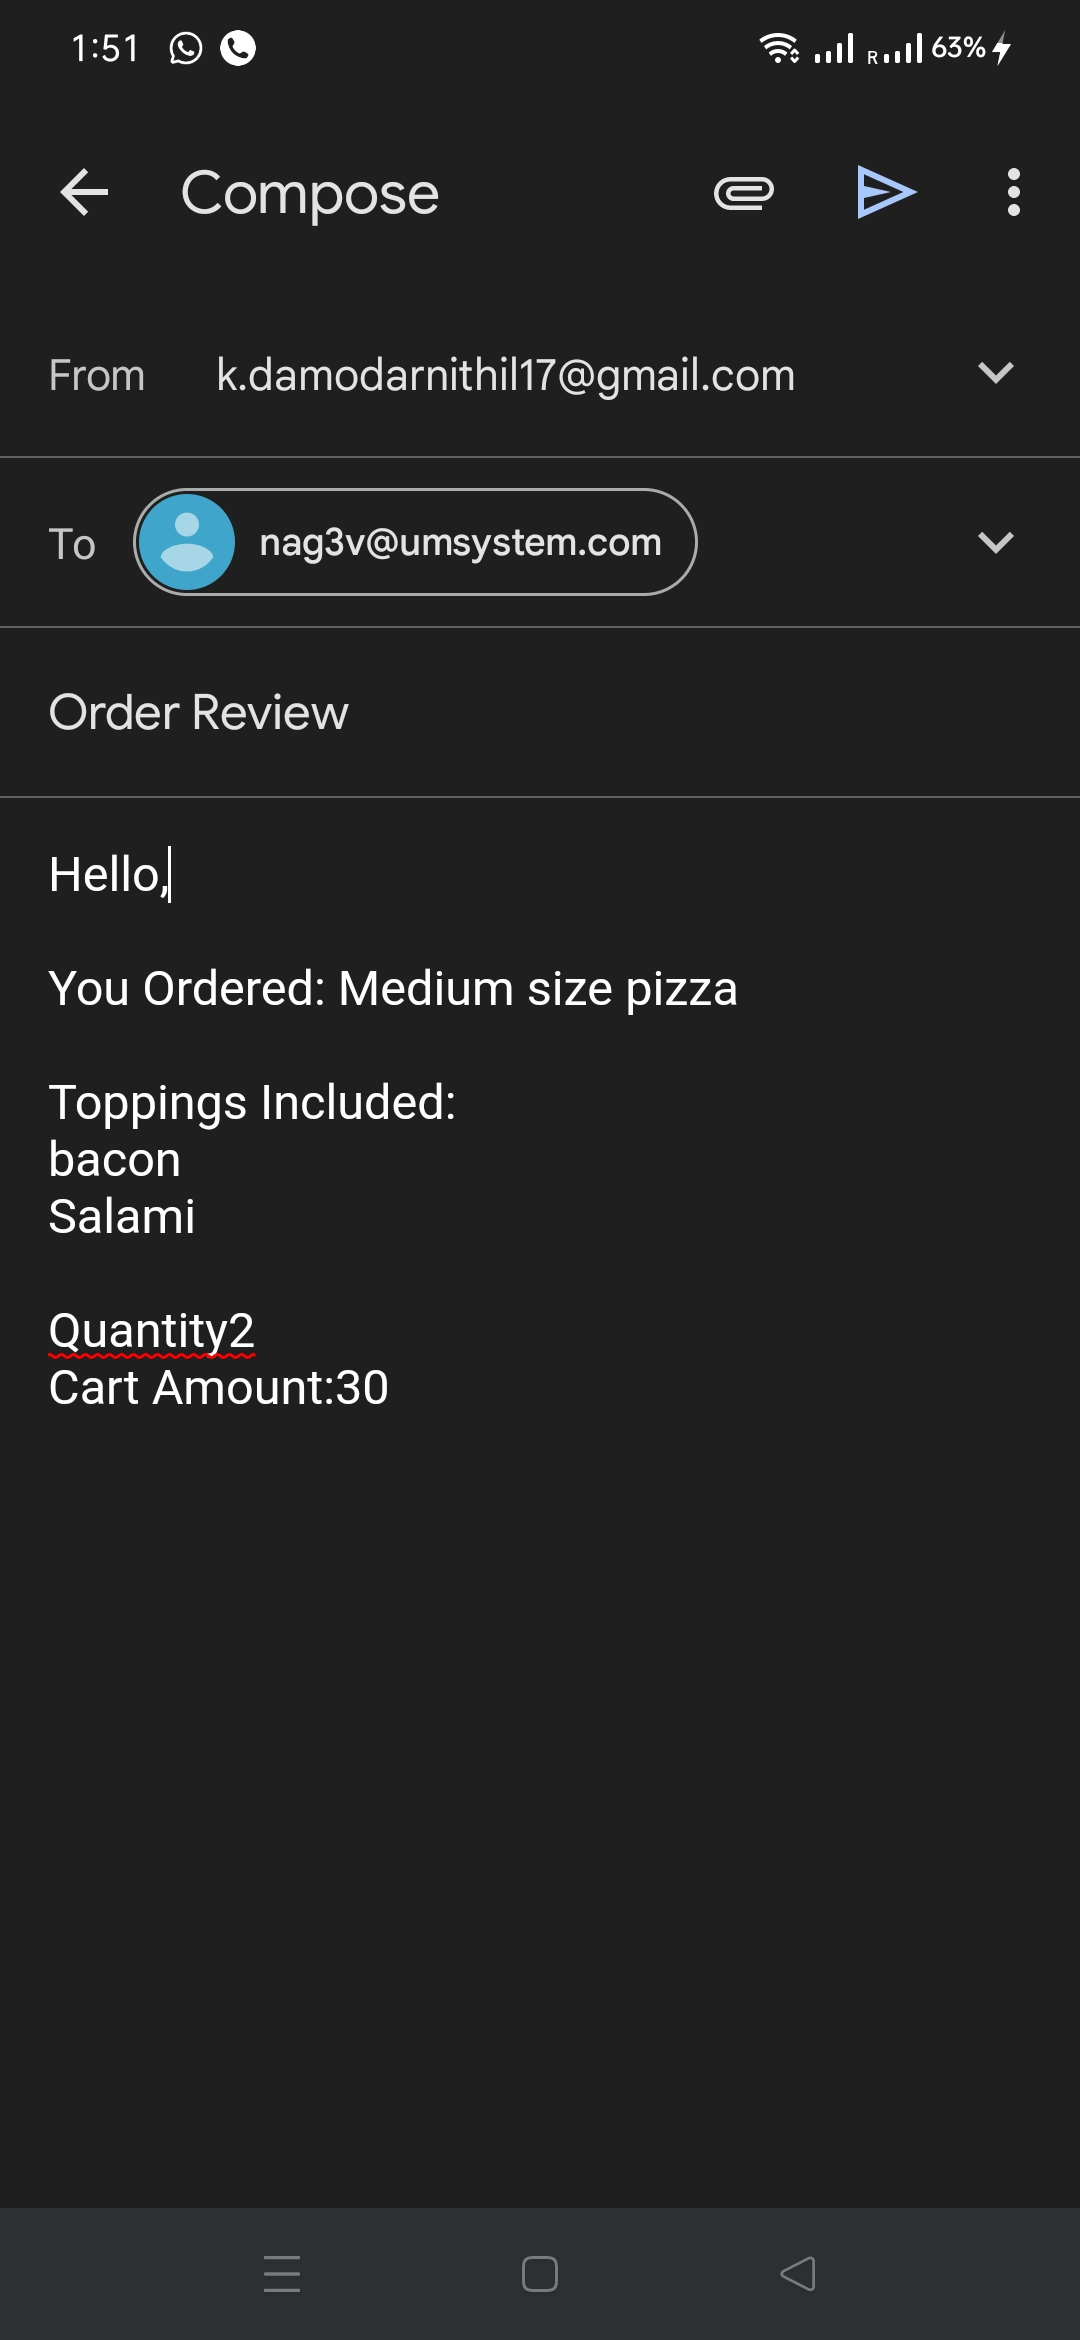 1:51 R 63%
Compose
From k.damodarnithil17@gmail.com
To nag3v@umsystem.com
Order Review
Hello,
You Ordered: Medium size pizza
Toppings Included:
bacon
Salami
Quantity2
Cart Amount:30